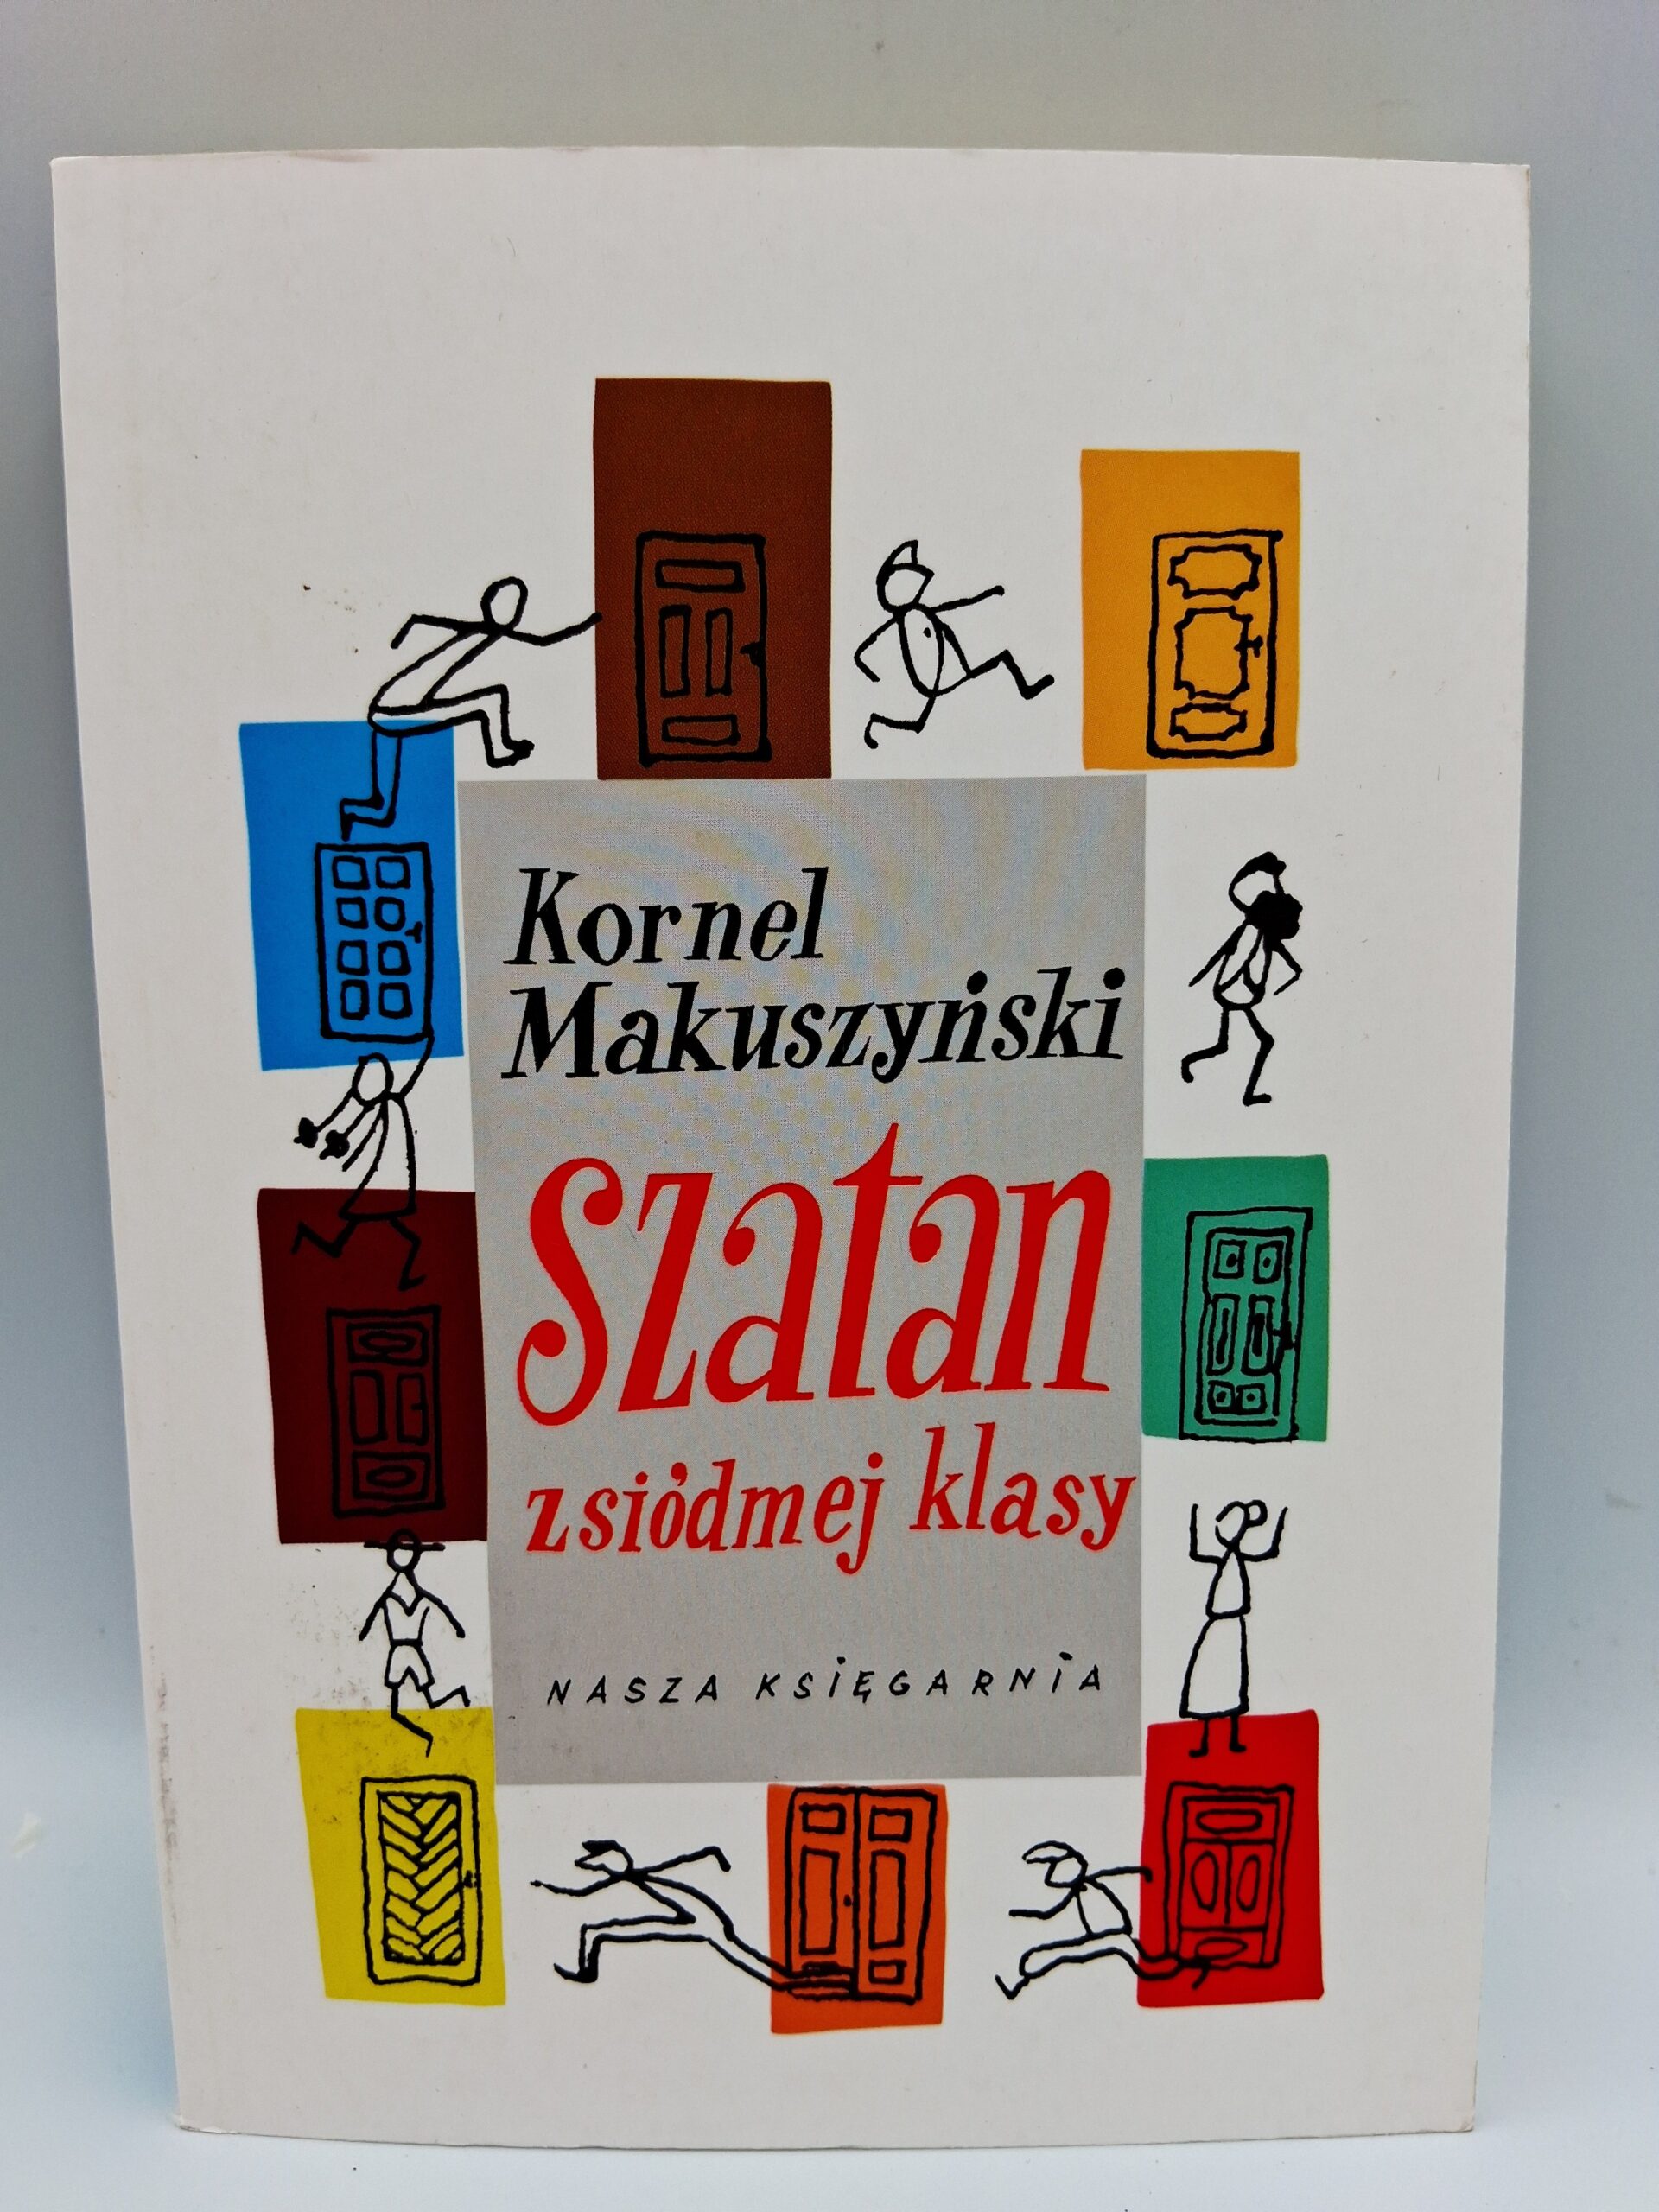 Kornel
Makuszyński
Szatan
z siódmej klasy
NASZA KSIĘGARNIA